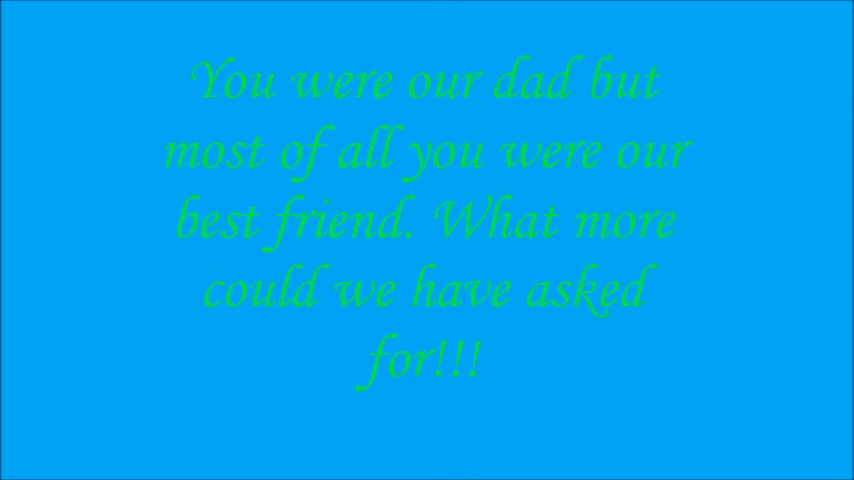 You were our dad but
most of all you were our
best friend. What more
could we have asked
for!!!